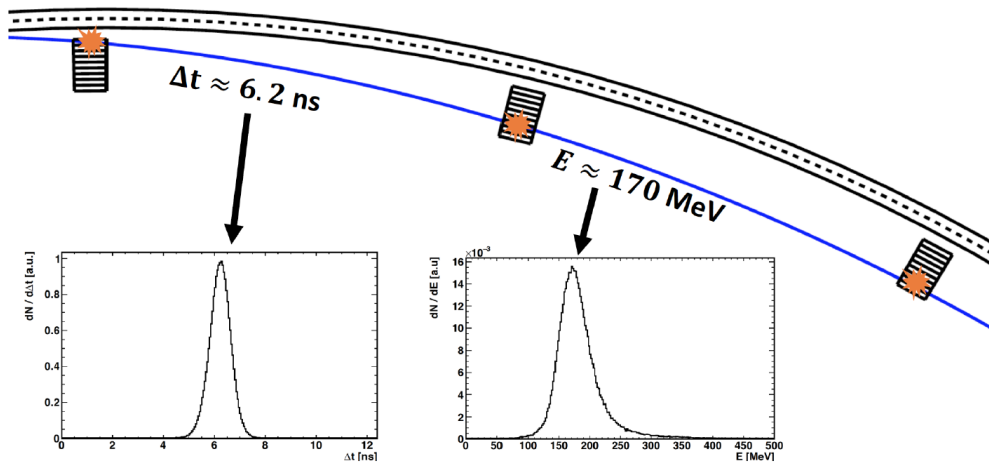 Δt ≈ 6.2 ns
E ≈ 170 MeV
dN / dΔt [a.u.]
1
0.8
0.6
0.4
0.2
0
0 2 4 6 8 10 12
Δt [ns]
×10⁻³
dN / dE [a.u]
16
14
12
10
8
6
4
2
0
0 50 100 150 200 250 300 350 400 450 500
E [MeV]